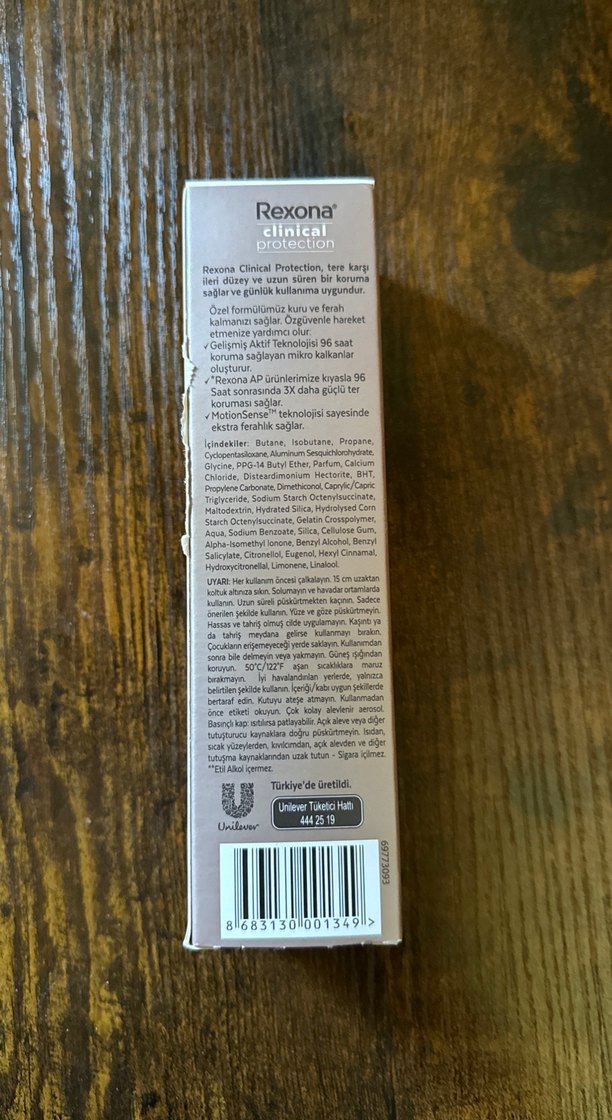 Rexona®
clinical
protection
Rexona Clinical Protection, tere karşı
ileri düzey ve uzun süren bir koruma
sağlar ve günlük kullanıma uygundur.
Özel formülümüz kuru ve ferah
kalmanızı sağlar. Özgüvenle hareket
etmenize yardımcı olur:
✓Gelişmiş Aktif Teknolojisi 96 saat
koruma sağlayan mikro kalkanlar
oluşturur.
✓*Rexona AP ürünlerimize kıyasla 96
Saat sonrasında 3X daha güçlü ter
koruması sağlar.
✓MotionSense™ teknolojisi sayesinde
ekstra ferahlık sağlar.
İçindekiler: Butane, Isobutane, Propane,
Cyclopentasiloxane, Aluminum Sesquichlorohydrate,
Glycine, PPG-14 Butyl Ether, Parfum, Calcium
Chloride, Disteardimonium Hectorite, BHT,
Propylene Carbonate, Dimethiconol, Caprylic/Capric
Triglyceride, Sodium Starch Octenylsuccinate,
Maltodextrin, Hydrated Silica, Hydrolysed Corn
Starch Octenylsuccinate, Gelatin Crosspolymer,
Aqua, Sodium Benzoate, Silica, Cellulose Gum,
Alpha-Isomethyl Ionone, Benzyl Alcohol, Benzyl
Salicylate, Citronellol, Eugenol, Hexyl Cinnamal,
Hydroxycitronellal, Limonene, Linalool.
UYARI: Her kullanım öncesi çalkalayın. 15 cm uzaktan
koltuk altınıza sıkın. Solumayın ve havadar ortamlarda
kullanın. Uzun süreli püskürtmekten kaçının. Sadece
önerilen şekilde kullanın. Yüze ve göze püskürtmeyin.
Hassas ve tahriş olmuş cilde uygulamayın. Kaşıntı ya
da tahriş meydana gelirse kullanmayı bırakın.
Çocukların erişemeyeceği yerde saklayın. Kullanımdan
sonra bile delmeyin veya yakmayın. Güneş ışığından
koruyun. 50°C/122°F aşan sıcaklıklara maruz
bırakmayın. İyi havalandırılan yerlerde, yalnızca
belirtilen şekilde kullanın. İçeriği/kabı uygun şekillerde
bertaraf edin. Kutuyu ateşe atmayın. Kullanmadan
önce etiketi okuyun. Çok kolay alevlenir aerosol.
Basınçlı kap: ısıtılırsa patlayabilir. Açık aleve veya diğer
tutuşturucu kaynaklara doğru püskürtmeyin. Isıdan,
sıcak yüzeylerden, kıvılcımdan, açık alevden ve diğer
tutuşma kaynaklarından uzak tutun - Sigara içilmez.
**Etil Alkol içermez.
Türkiye'de üretildi.
Unilever
Unilever Tüketici Hattı
444 25 19
69773093
8 683130 001349 >